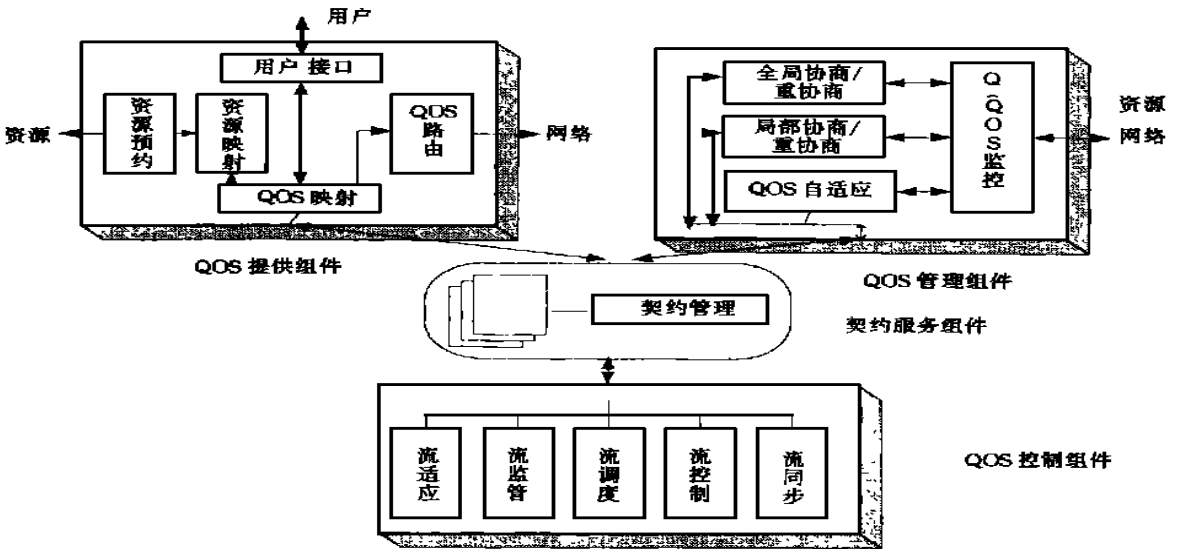 用户
用户 接口
资源预约
资源映射
QOS
路由
资源
网络
QOS 映射
QOS 提供组件
全局协商/
重协商
局部协商/
重协商
QOS 自适应
Q QOS监控
资源
网络
QOS 管理组件
契约管理
契约服务组件
流适应
流监管
流调度
流控制
流同步
QOS 控制组件